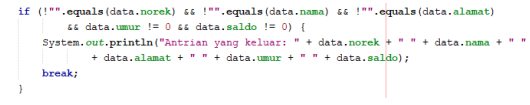 if (!"".equals(data.norek) && !"".equals(data.nama) && !"".equals(data.alamat)
&& data.umur != 0 && data.saldo != 0) {
System.out.println("Antrian yang keluar: " + data.norek + " " + data.nama + " "
+ data.alamat + " " + data.umur + " " + data.saldo);
break;
}